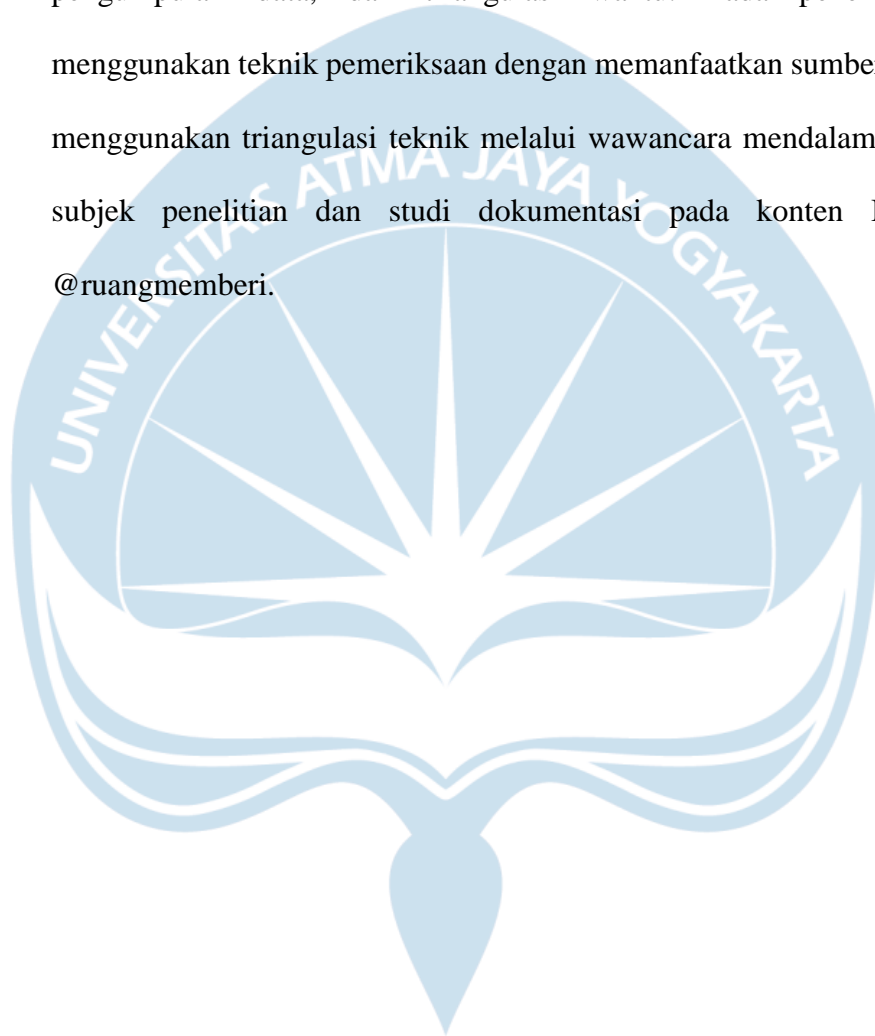 menggunakan teknik pemeriksaan dengan memanfaatkan sumber
menggunakan triangulasi teknik melalui wawancara mendalam
subjek penelitian dan studi dokumentasi pada konten
@ruangmemberi.
UNIVERSITAS ATMA JAYA YOGYAKARTA